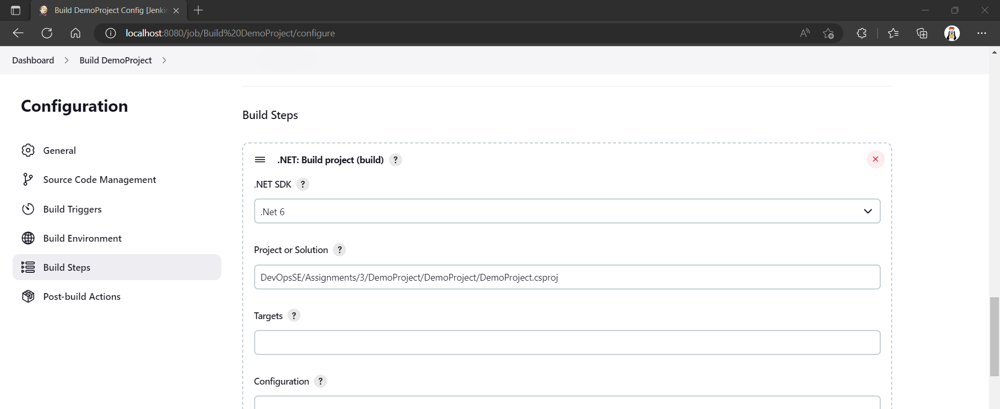 Build DemoProject Config [Jenki
localhost:8080/job/Build%20DemoProject/configure
Dashboard > Build DemoProject >
Configuration
General
Source Code Management
Build Triggers
Build Environment
Build Steps
Post-build Actions
Build Steps
.NET: Build project (build) ?
.NET SDK ?
.Net 6
Project or Solution ?
DevOpsSE/Assignments/3/DemoProject/DemoProject/DemoProject.csproj
Targets ?
Configuration ?